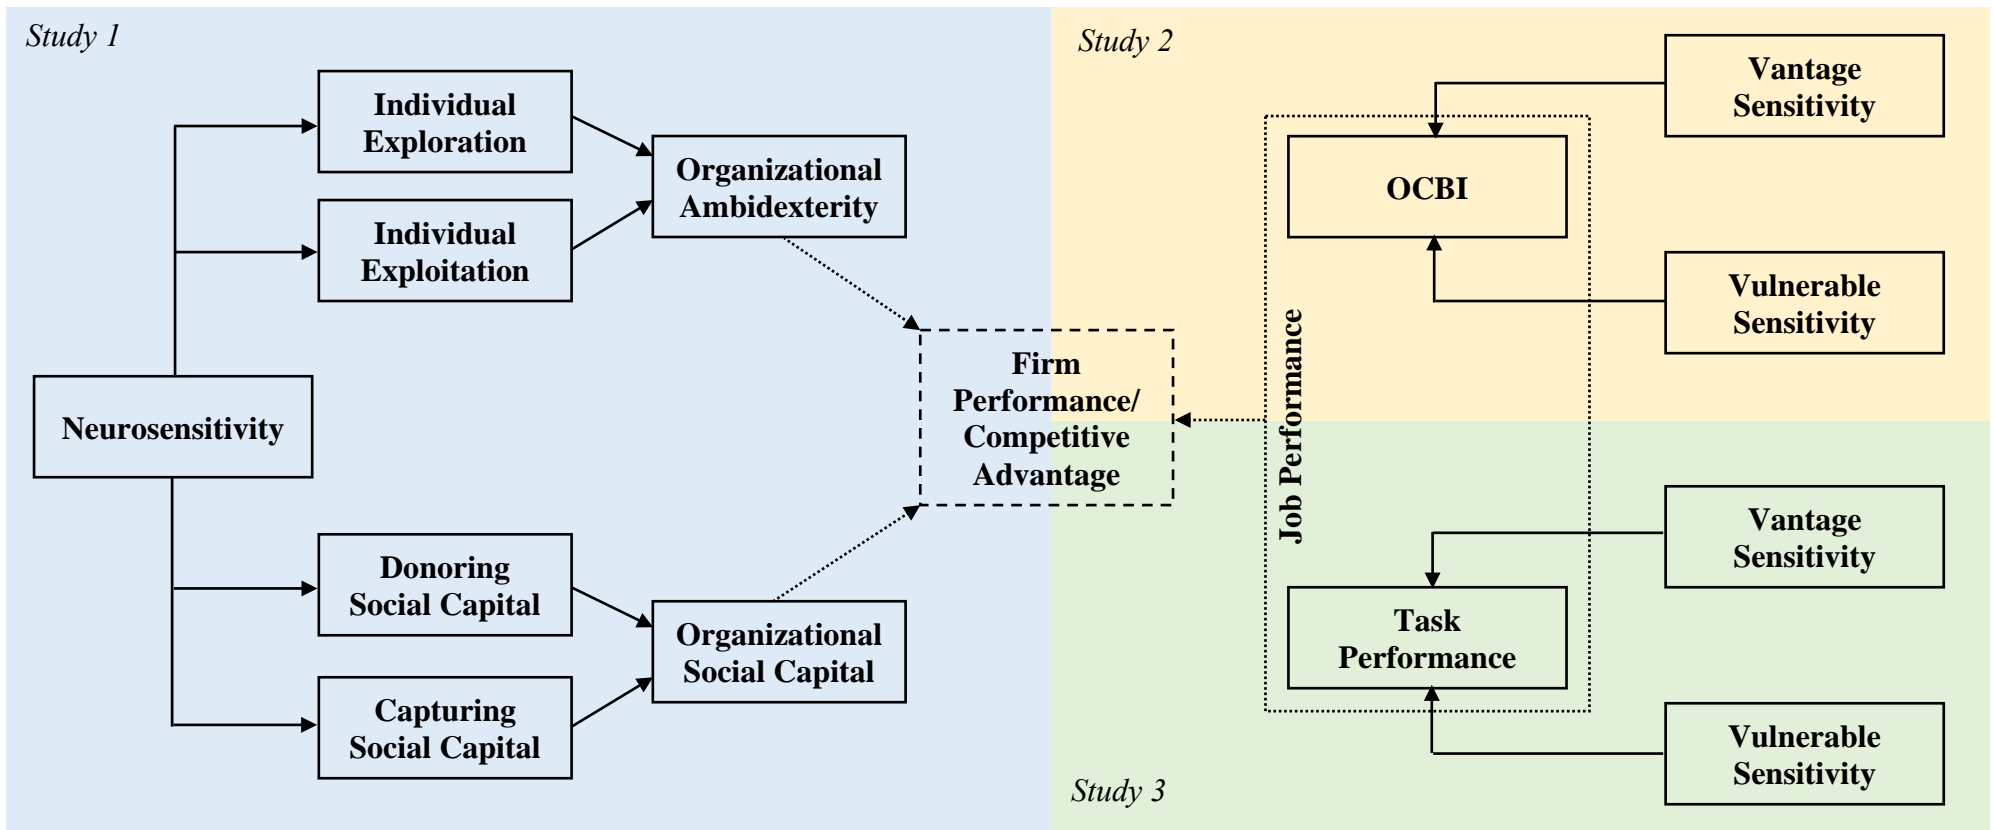 Study 1
Individual
Exploration
Individual
Exploitation
Organizational
Ambidexterity
Neurosensitivity
Donoring
Social Capital
Capturing
Social Capital
Organizational
Social Capital
Firm
Performance/
Competitive
Advantage
Study 2
Vantage
Sensitivity
OCBI
Vulnerable
Sensitivity
Job Performance
Vantage
Sensitivity
Task
Performance
Vulnerable
Sensitivity
Study 3